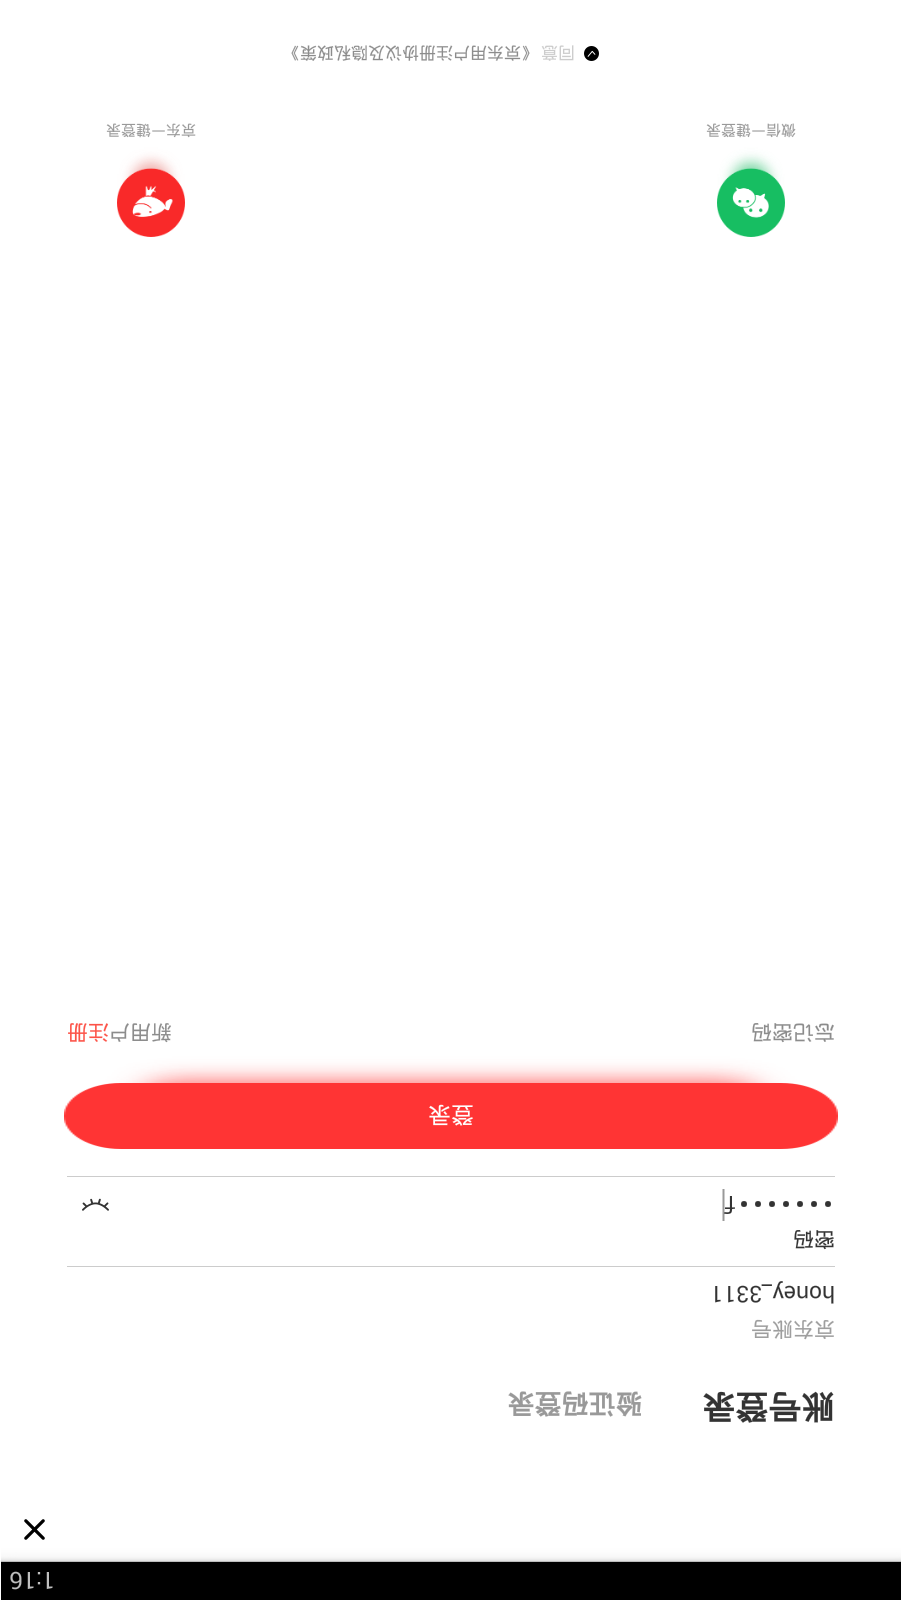 1:16
账号登录
验证码登录
京东账号
honey_3311
密码
•••••••f
登录
忘记密码
新用户注册
微信一键登录
京东一键登录
同意《京东用户注册协议及隐私政策》